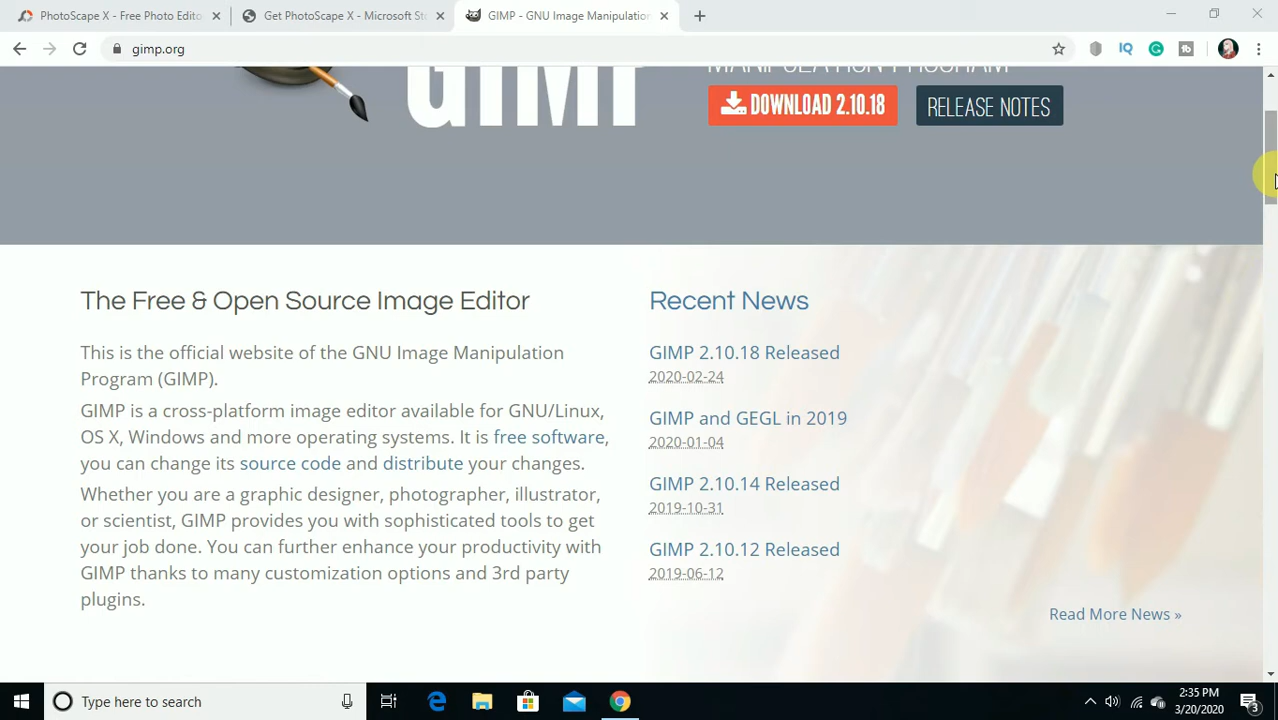 PhotoScape X - Free Photo Edito
Get PhotoScape X - Microsoft St
GIMP - GNU Image Manipulation
gimp.org
GIMP
MANIPULATION PROGRAM
DOWNLOAD 2.10.18
RELEASE NOTES
The Free & Open Source Image Editor
This is the official website of the GNU Image Manipulation
Program (GIMP).
GIMP is a cross-platform image editor available for GNU/Linux,
OS X, Windows and more operating systems. It is free software,
you can change its source code and distribute your changes.
Whether you are a graphic designer, photographer, illustrator,
or scientist, GIMP provides you with sophisticated tools to get
your job done. You can further enhance your productivity with
GIMP thanks to many customization options and 3rd party
plugins.
Recent News
GIMP 2.10.18 Released
2020-02-24
GIMP and GEGL in 2019
2020-01-04
GIMP 2.10.14 Released
2019-10-31
GIMP 2.10.12 Released
2019-06-12
Read More News »
Type here to search
2:35 PM
3/20/2020
3